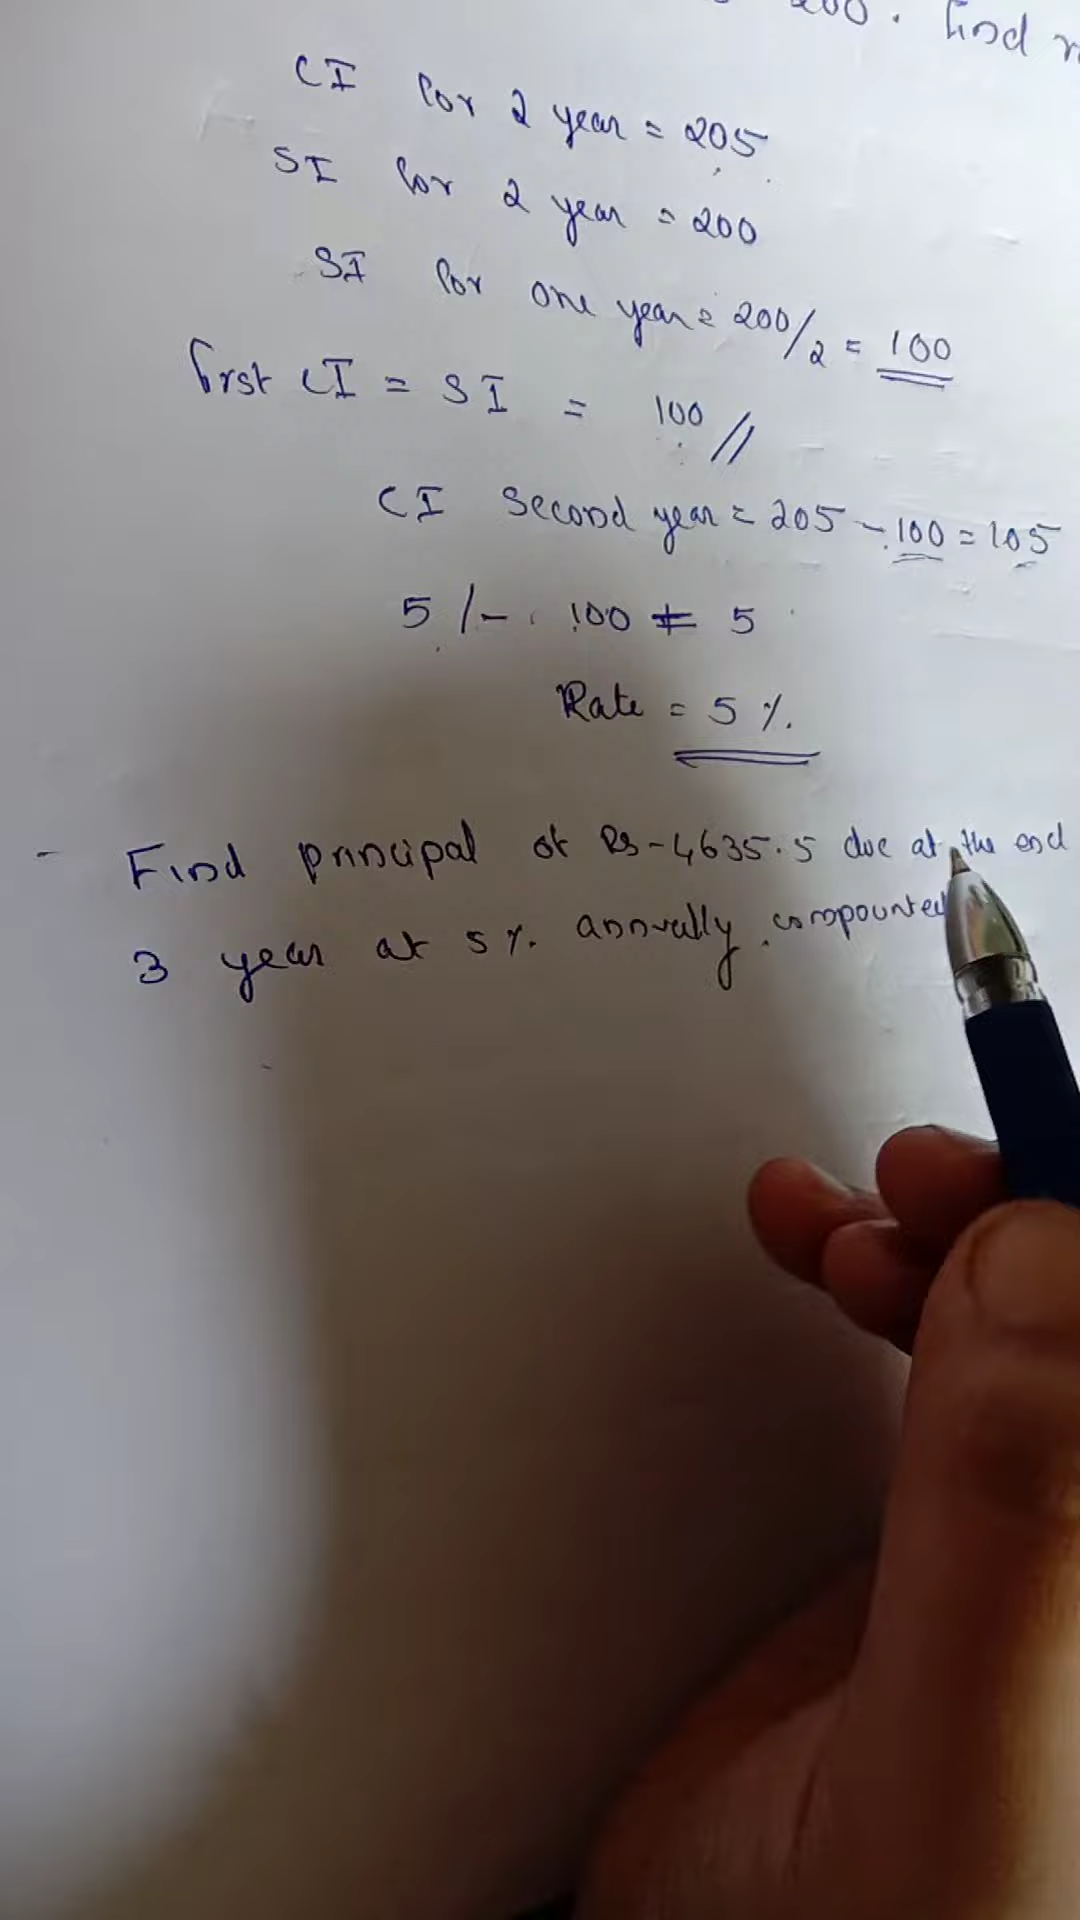 200. find
CI for 2 year = 205
SI for 2 year = 200
SI for one year = 200/2 = 100
first CI = SI = 100 //
CI Second year = 205 - 100 = 105
5 /- 100 ≠ 5
Rate = 5 %.
- Find principal of Rs-4635.5 due at the end
3 year at 5 %. annually compounted